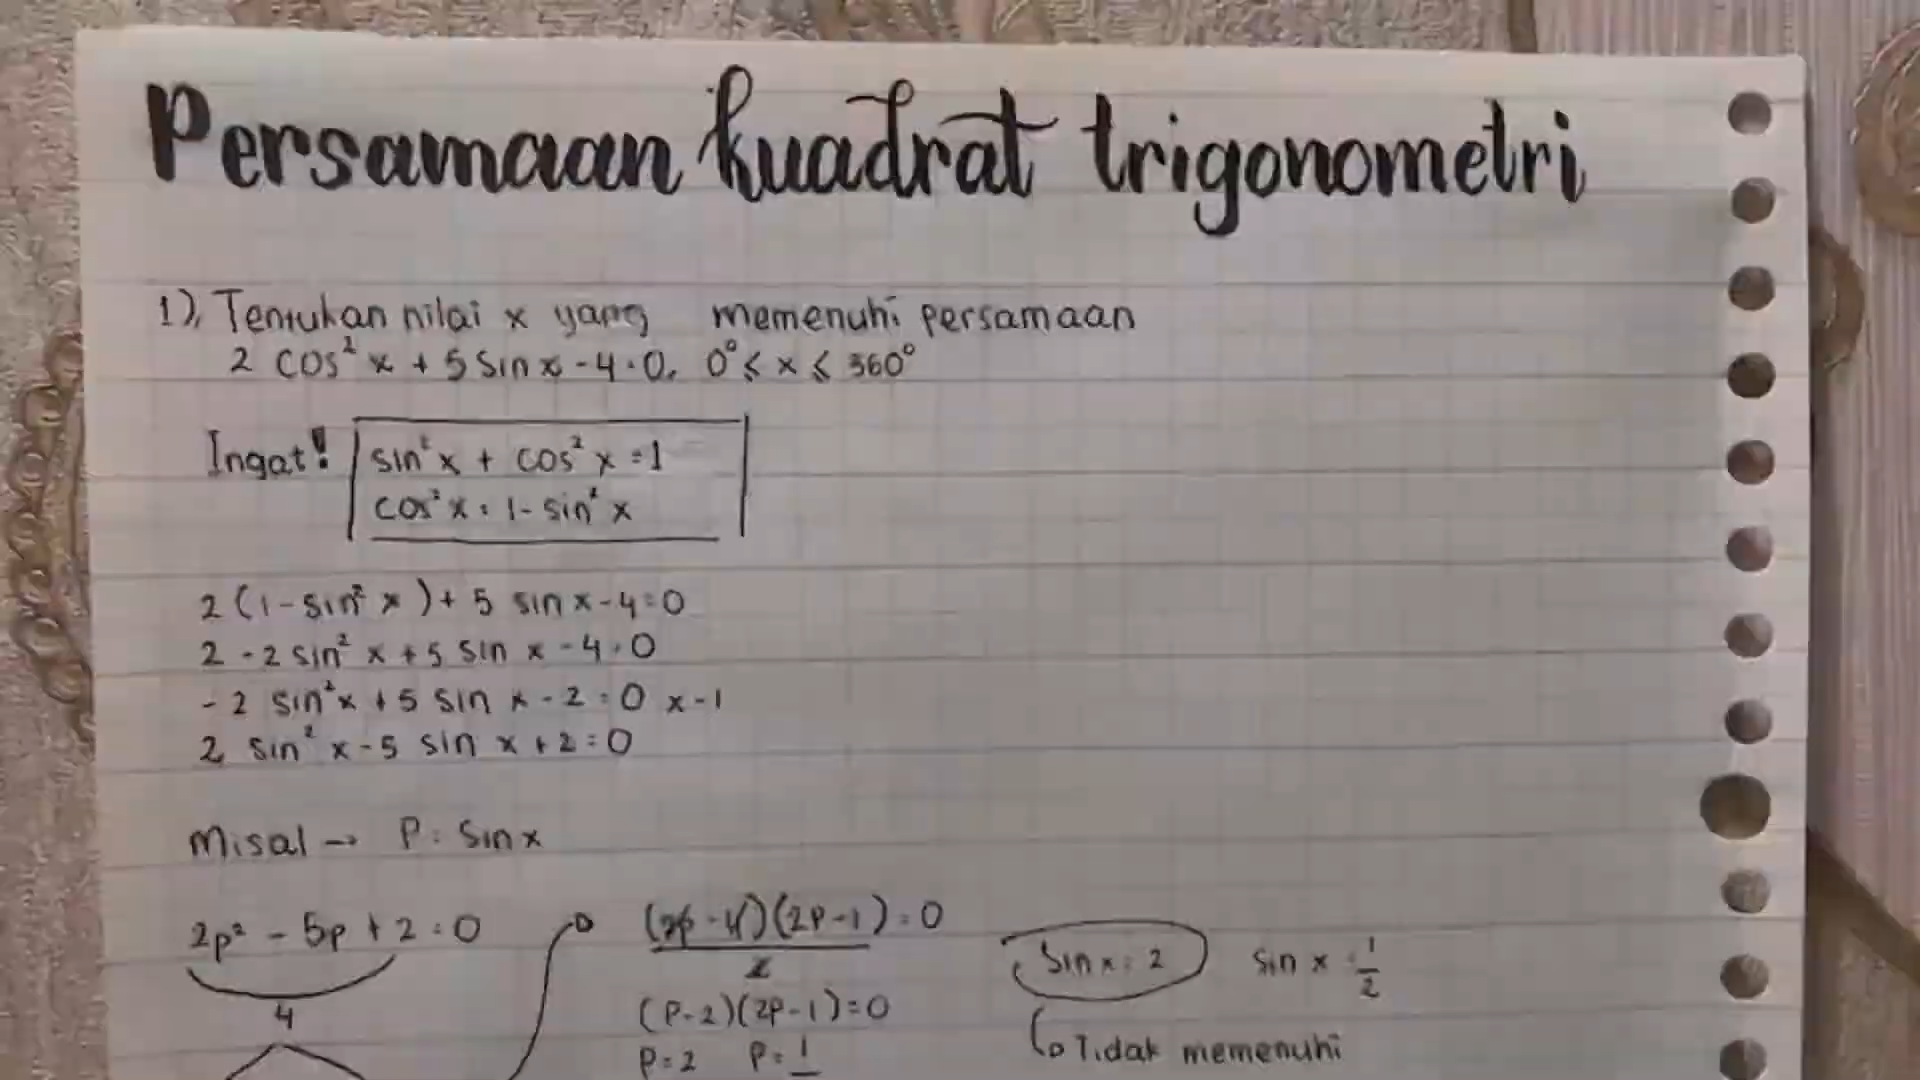 Persamaan kuadrat trigonometri
1). Tentukan nilai x yang memenuhi persamaan
2 cos² x + 5 sin x - 4 = 0, 0° ≤ x ≤ 360°
Ingat! sin² x + cos² x = 1
cos² x = 1 - sin² x
2 (1 - sin² x) + 5 sin x - 4 = 0
2 - 2 sin² x + 5 sin x - 4 = 0
- 2 sin² x + 5 sin x - 2 = 0 x - 1
2 sin² x - 5 sin x + 2 = 0
Misal → P = sin x
2p² - 5p + 2 = 0
4
(2p - 4)(2p - 1) = 0
2
(p - 2)(2p - 1) = 0
p = 2 p = 1
sin x = 2 sin x = 1/2
Tidak memenuhi